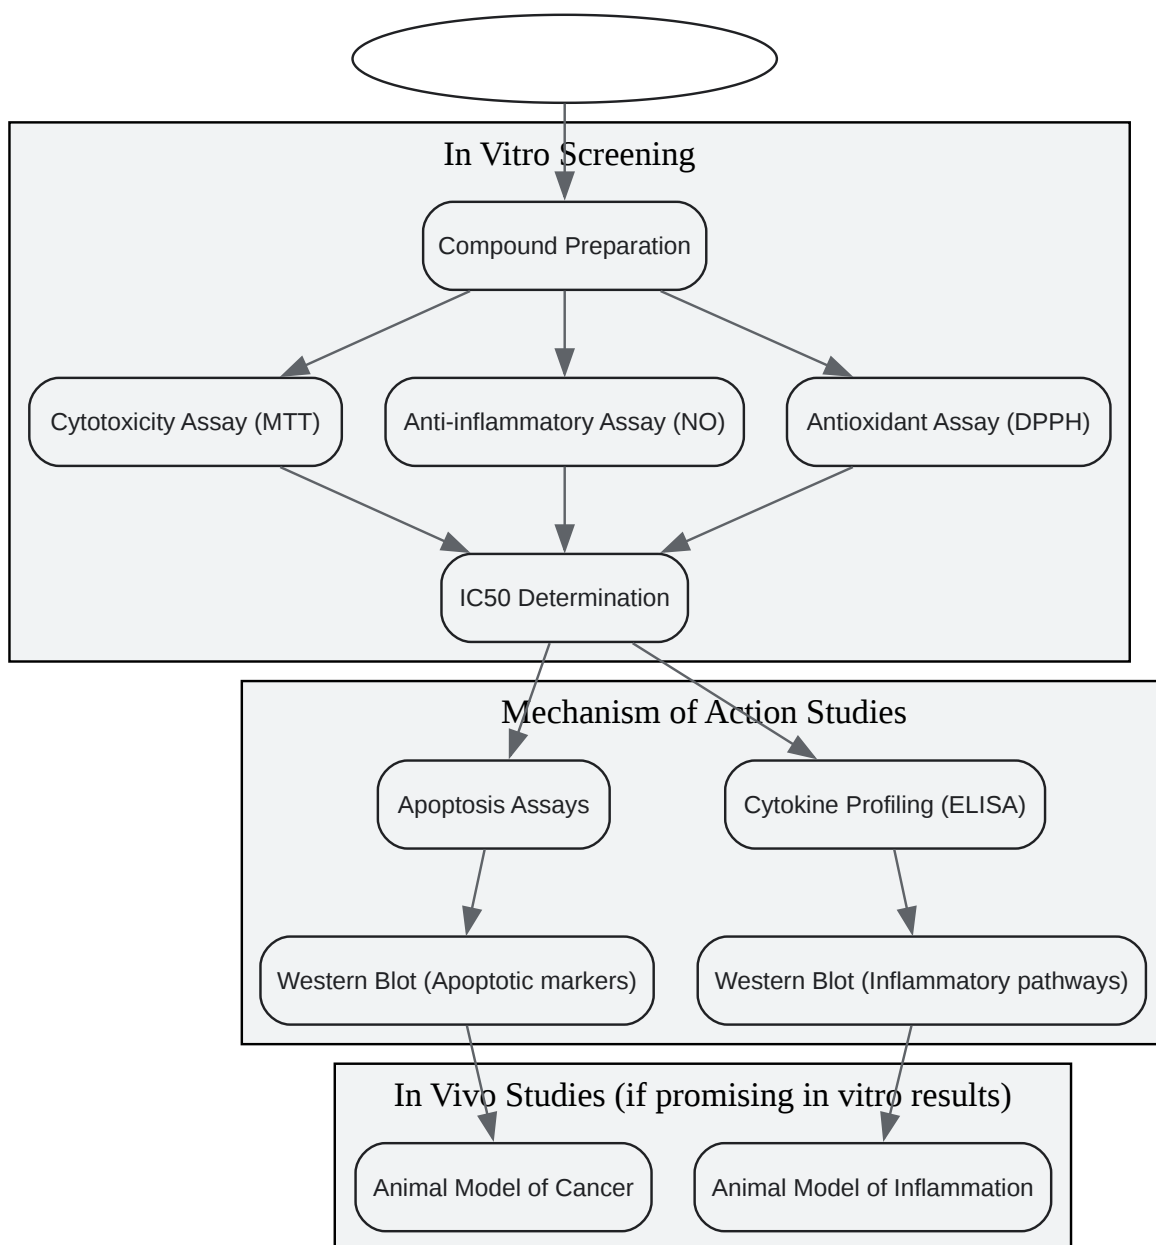 In Vitro Screening
Compound Preparation
Cytotoxicity Assay (MTT)
Anti-inflammatory Assay (NO)
Antioxidant Assay (DPPH)
IC50 Determination
Mechanism of Action Studies
Apoptosis Assays
Cytokine Profiling (ELISA)
Western Blot (Apoptotic markers)
Western Blot (Inflammatory pathways)
In Vivo Studies (if promising in vitro results)
Animal Model of Cancer
Animal Model of Inflammation